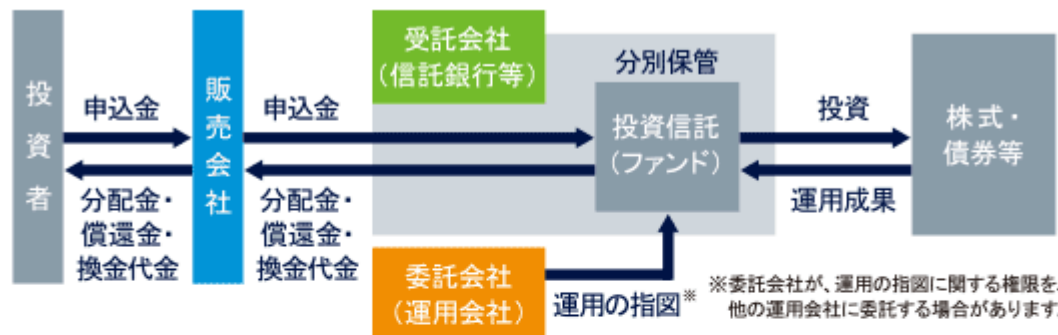 投資者
申込金
分配金・
償還金・
換金代金
販売会社
申込金
分配金・
償還金・
換金代金
受託会社
(信託銀行等)
分別保管
投資信託
(ファンド)
委託会社
(運用会社)
運用の指図※
投資
運用成果
株式・
債券等
※委託会社が、運用の指図に関する権限を
他の運用会社に委託する場合があります